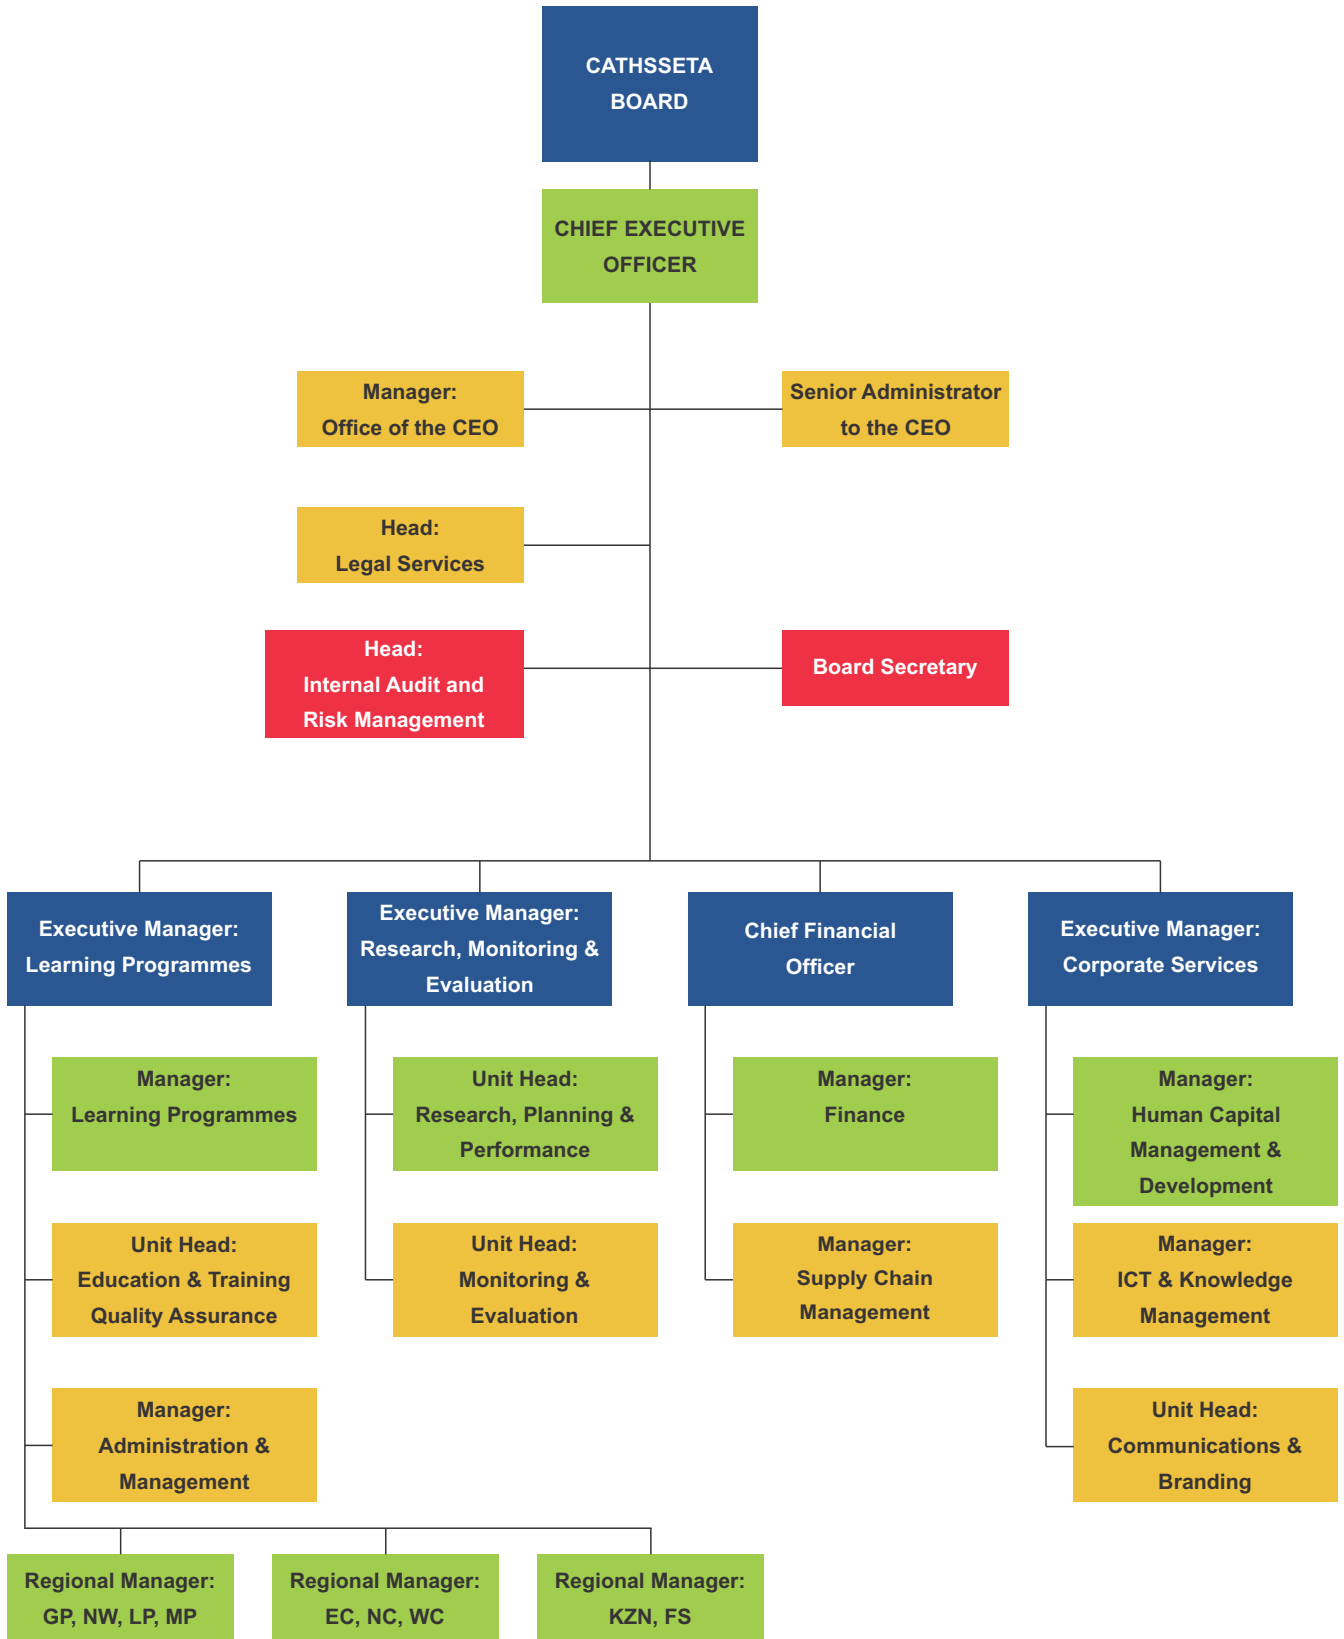 CATHSSETA
BOARD
CHIEF EXECUTIVE
OFFICER
Manager:
Office of the CEO
Senior Administrator
to the CEO
Head:
Legal Services
Head:
Internal Audit and
Risk Management
Board Secretary
Executive Manager:
Learning Programmes
Executive Manager:
Research, Monitoring &
Evaluation
Chief Financial
Officer
Executive Manager:
Corporate Services
Manager:
Learning Programmes
Unit Head:
Research, Planning &
Performance
Manager:
Finance
Manager:
Human Capital
Management &
Development
Unit Head:
Education & Training
Quality Assurance
Unit Head:
Monitoring &
Evaluation
Manager:
Supply Chain
Management
Manager:
ICT & Knowledge
Management
Manager:
Administration &
Management
Unit Head:
Communications &
Branding
Regional Manager:
GP, NW, LP, MP
Regional Manager:
EC, NC, WC
Regional Manager:
KZN, FS